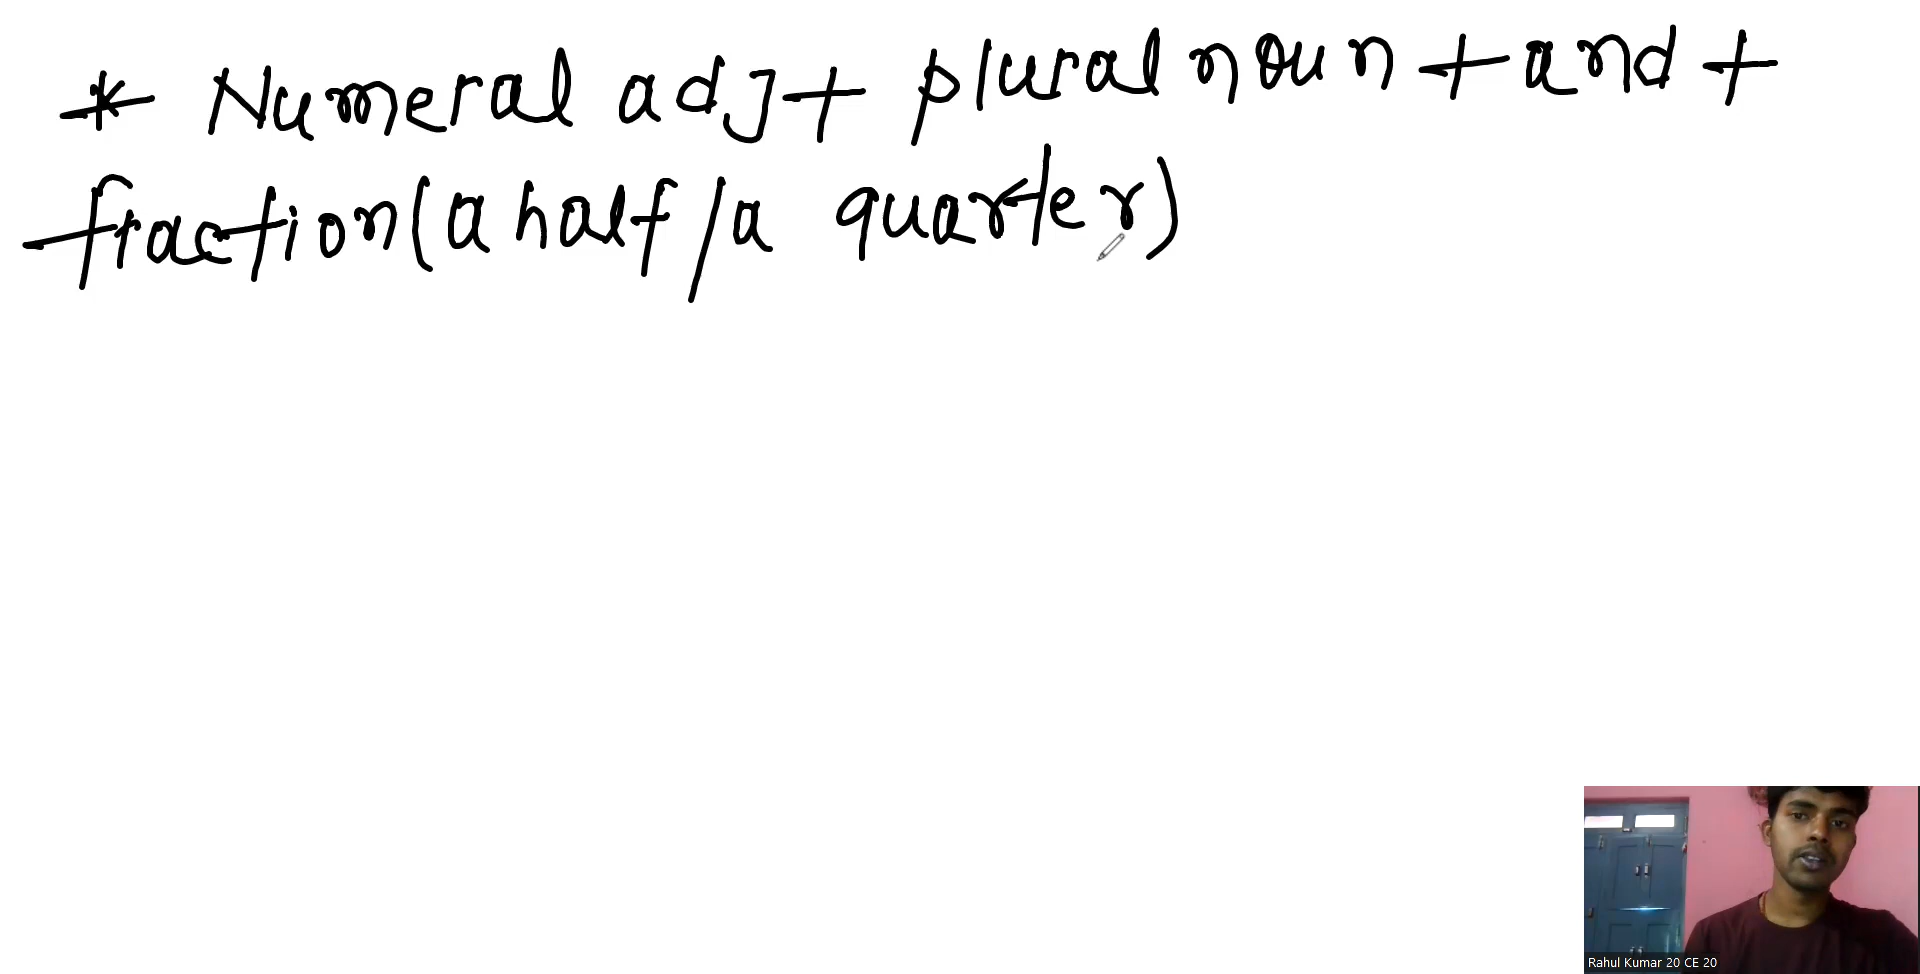 * Numeral adj + plural noun + and +
fraction (a half / a quarter)
Rahul Kumar 20 CE 20